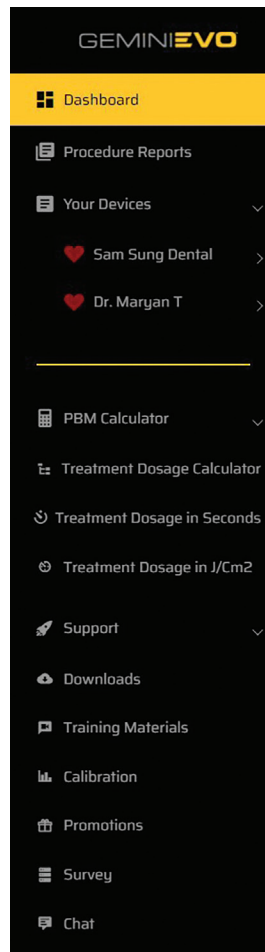 GEMINIEVO
Dashboard
Procedure Reports
Your Devices
Sam Sung Dental
Dr. Maryan T
PBM Calculator
Treatment Dosage Calculator
Treatment Dosage in Seconds
Treatment Dosage in J/Cm2
Support
Downloads
Training Materials
Calibration
Promotions
Survey
Chat